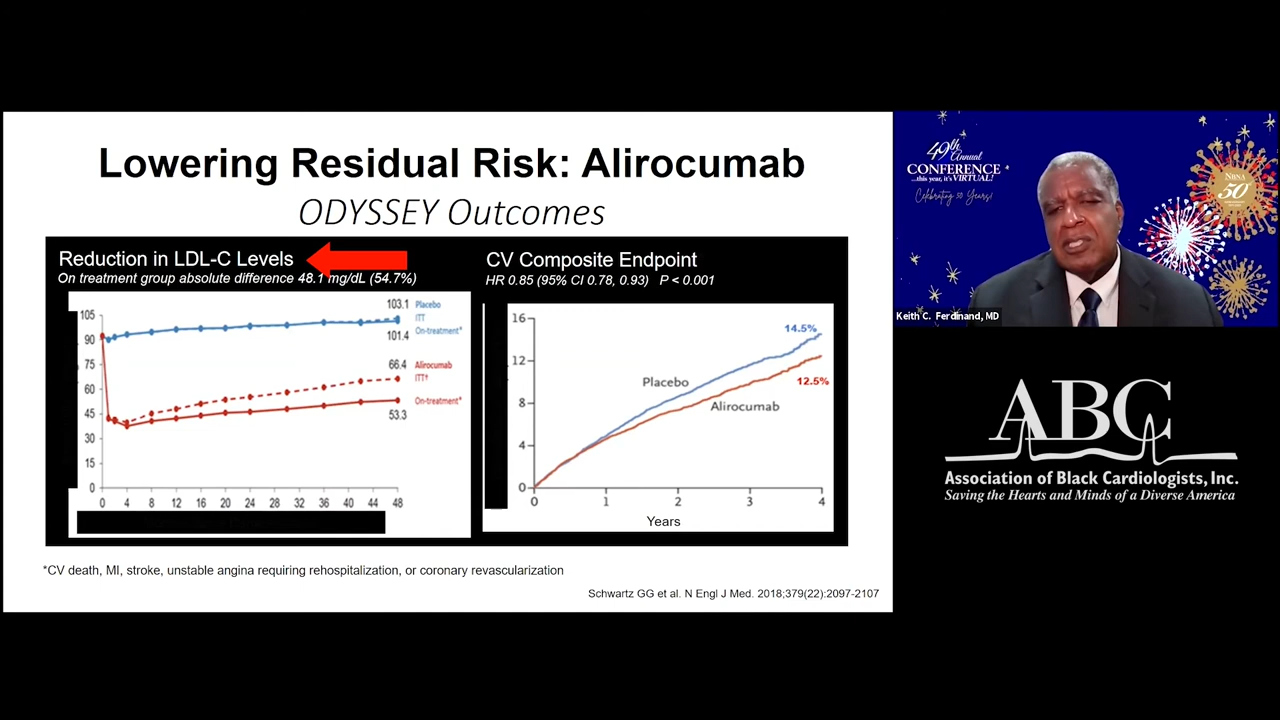 Lowering Residual Risk: Alirocumab
ODYSSEY Outcomes
Reduction in LDL-C Levels
On treatment group absolute difference 48.1 mg/dL (54.7%)
105
90
75
60
45
30
15
0
0 4 8 12 16 20 24 28 32 36 40 44 48
103.1
Placebo
ITT
On-treatment*
101.4
66.4
Alirocumab
ITT†
On-treatment*
53.3
CV Composite Endpoint
HR 0.85 (95% CI 0.78, 0.93) P < 0.001
16
12
8
4
0
0 1 2 3 4
Years
14.5%
Placebo
12.5%
Alirocumab
*CV death, MI, stroke, unstable angina requiring rehospitalization, or coronary revascularization
Schwartz GG et al. N Engl J Med. 2018;379(22):2097-2107
49th
Annual
CONFERENCE
...this year, it's VIRTUAL!
Celebrating 50 Years!
NBNA
50
Keith C. Ferdinand, MD
ABC
Association of Black Cardiologists, Inc.
Saving the Hearts and Minds of a Diverse America